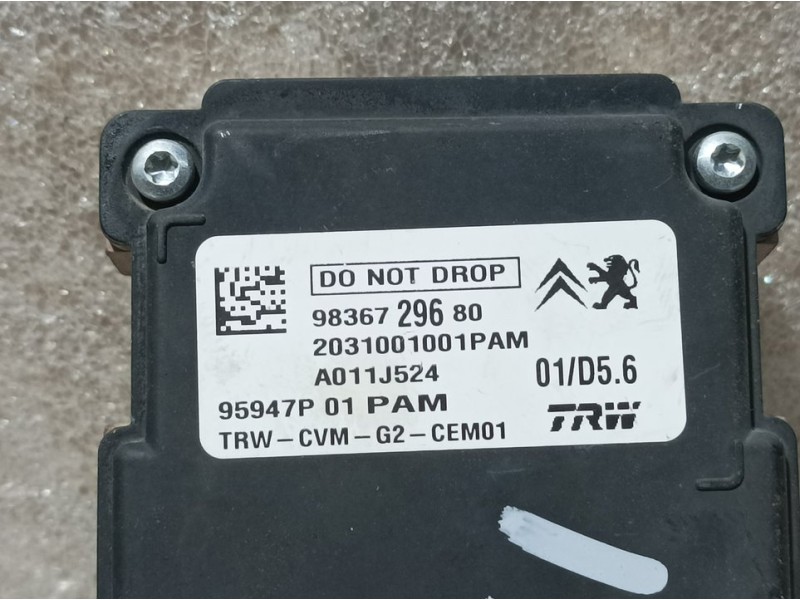 DO NOT DROP
98367 296 80
2031001001PAM
A011J524
01/D5.6
95947P 01 PAM
TRW
TRW-CVM-G2-CEM01